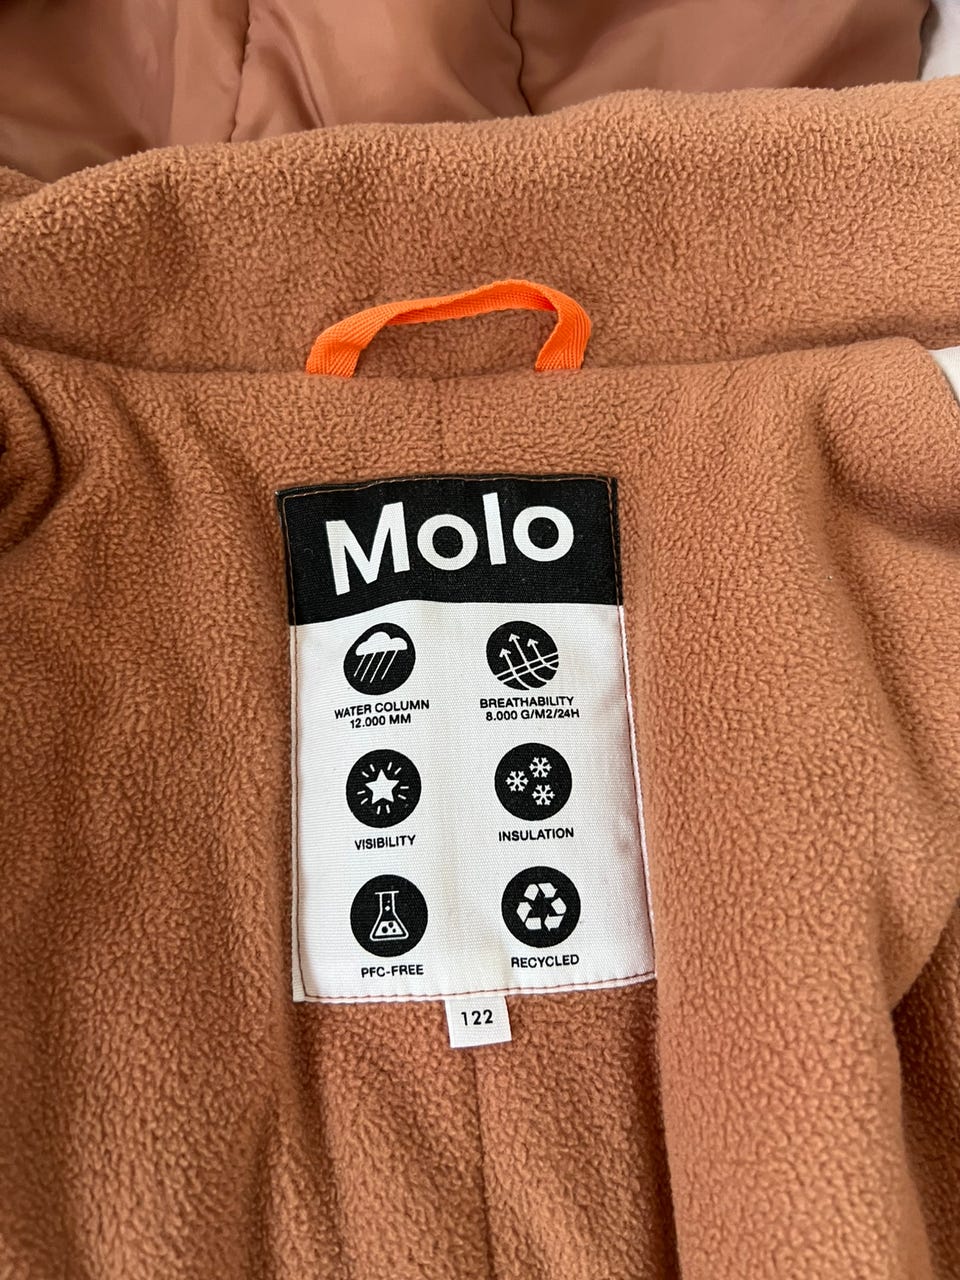 Molo
WATER COLUMN
12.000 MM
BREATHABILITY
8.000 G/M2/24H
VISIBILITY
INSULATION
PFC-FREE
RECYCLED
122